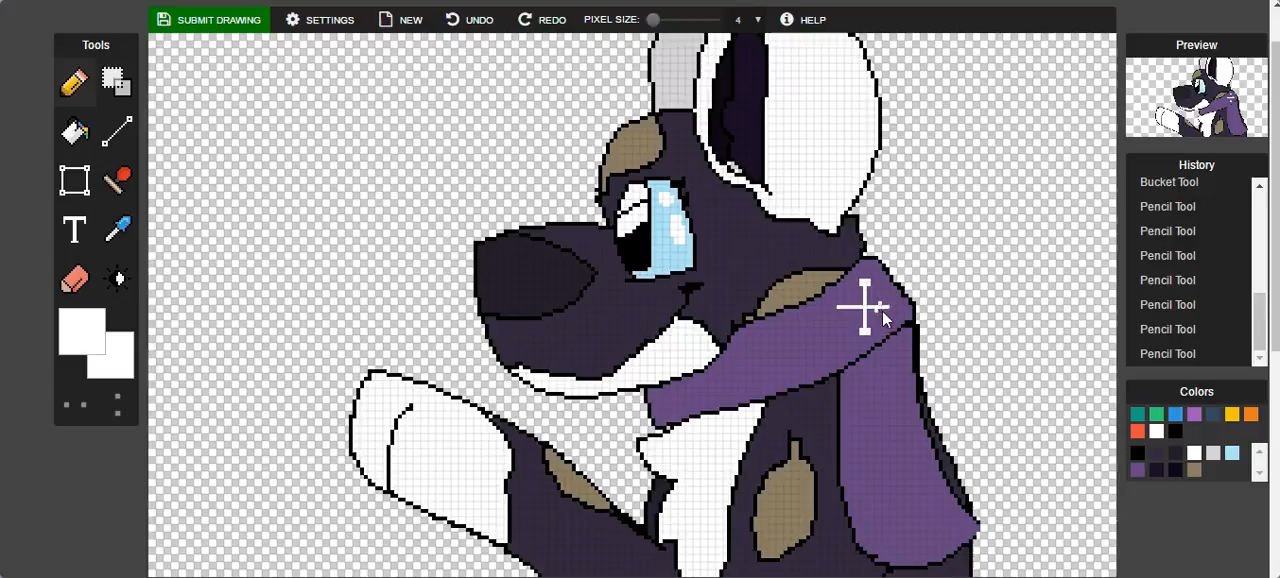 SUBMIT DRAWING SETTINGS NEW UNDO REDO PIXEL SIZE: 4 HELP
Tools
T
Preview
History
Bucket Tool
Pencil Tool
Pencil Tool
Pencil Tool
Pencil Tool
Pencil Tool
Pencil Tool
Pencil Tool
Colors